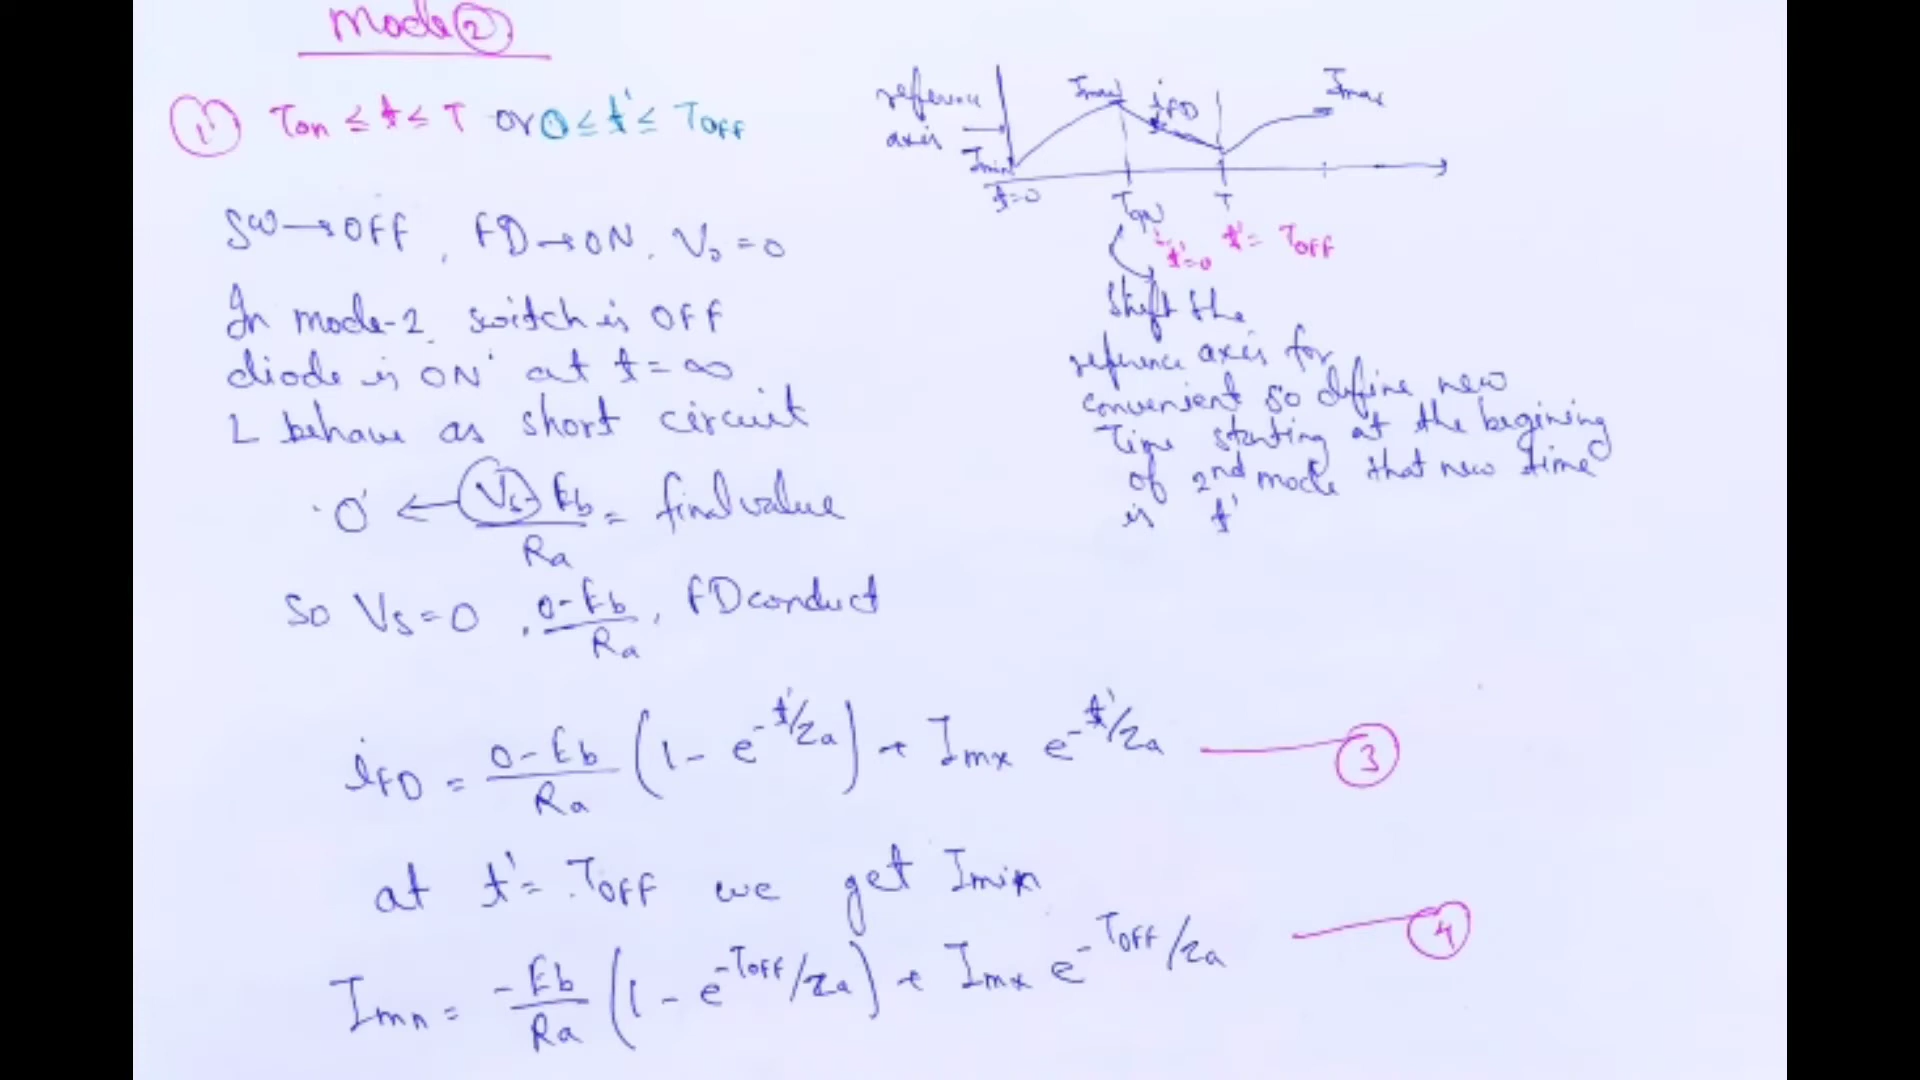 Mode ②
① Ton ≤ t ≤ T or 0 ≤ t' ≤ TOFF
SW → OFF, FD → ON, Vo = 0
In mode-2 switch is OFF
diode is ON at t = ∞
L behave as short circuit
0 ← Vs - Eb / Ra = final value
So Vs = 0, 0 - Eb / Ra, FD conduct
reference
axis
Imin
t=0
Imax
iFD
Imax
TON
T
t'=0
t' = TOFF
Shift the
reference axis for
convenient so define new
Time starting at the begining
of 2nd mode that new time
is t'
iFD = 0 - Eb / Ra (1 - e^-t'/τa) + Imx e^-t'/τa — ③
at t' = TOFF we get Imin
Imn = -Eb / Ra (1 - e^-TOFF/τa) + Imx e^-TOFF/τa — ④